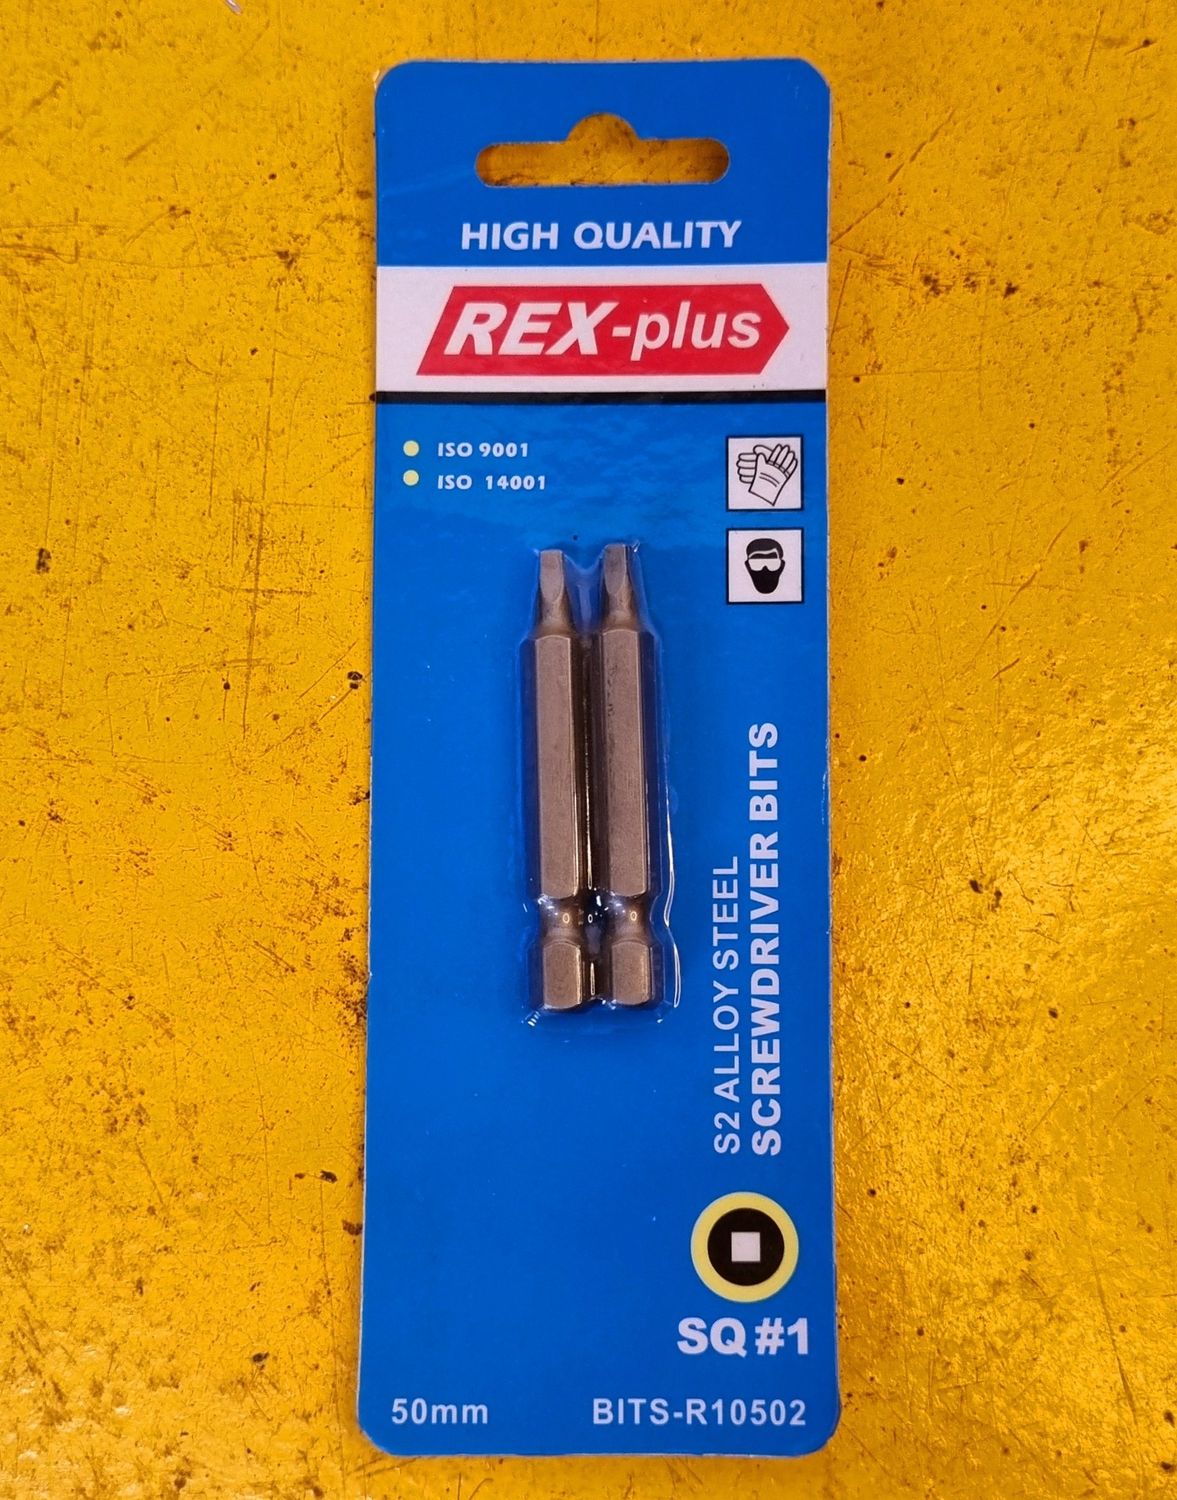 HIGH QUALITY
REX-plus
ISO 9001
ISO 14001
S2 ALLOY STEEL
SCREWDRIVER BITS
SQ #1
50mm
BITS-R10502